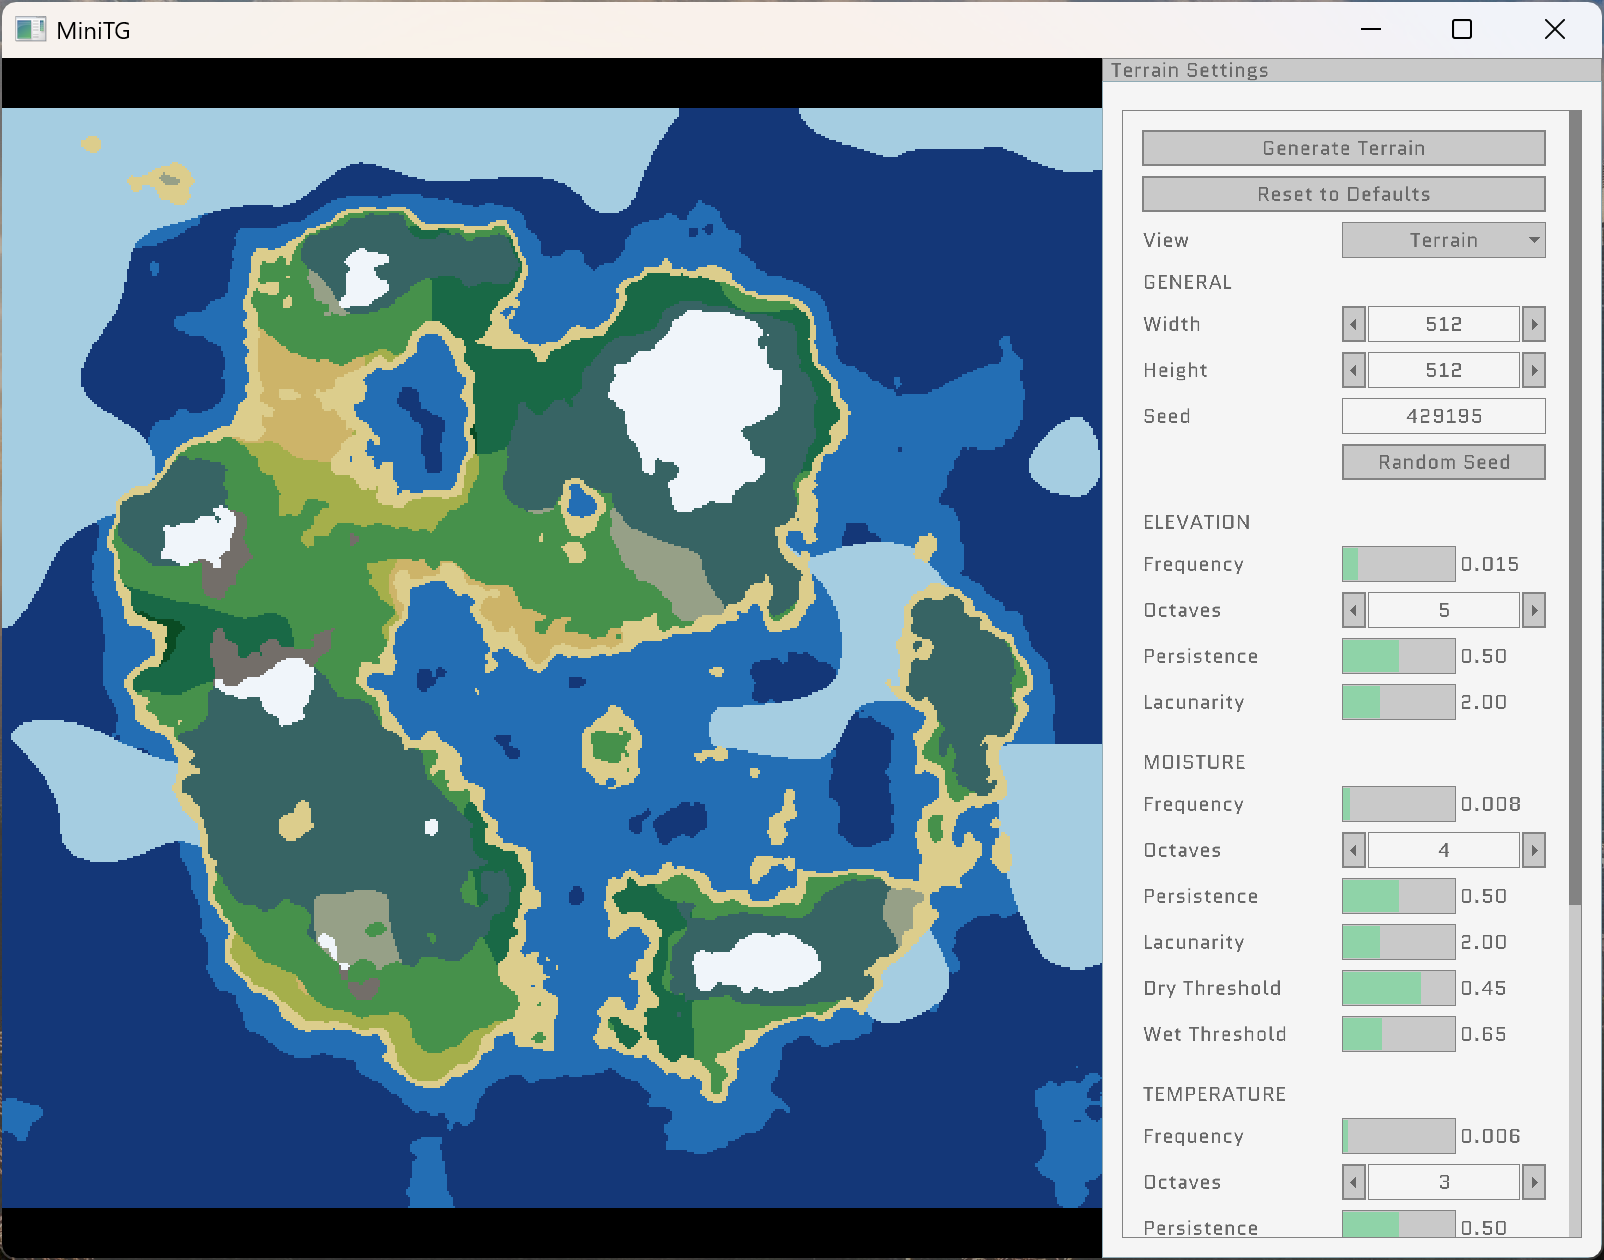 MiniTG
Terrain Settings
Generate Terrain
Reset to Defaults
View Terrain
GENERAL
Width 512
Height 512
Seed 429195
Random Seed
ELEVATION
Frequency 0.015
Octaves 5
Persistence 0.50
Lacunarity 2.00
MOISTURE
Frequency 0.008
Octaves 4
Persistence 0.50
Lacunarity 2.00
Dry Threshold 0.45
Wet Threshold 0.65
TEMPERATURE
Frequency 0.006
Octaves 3
Persistence 0.50